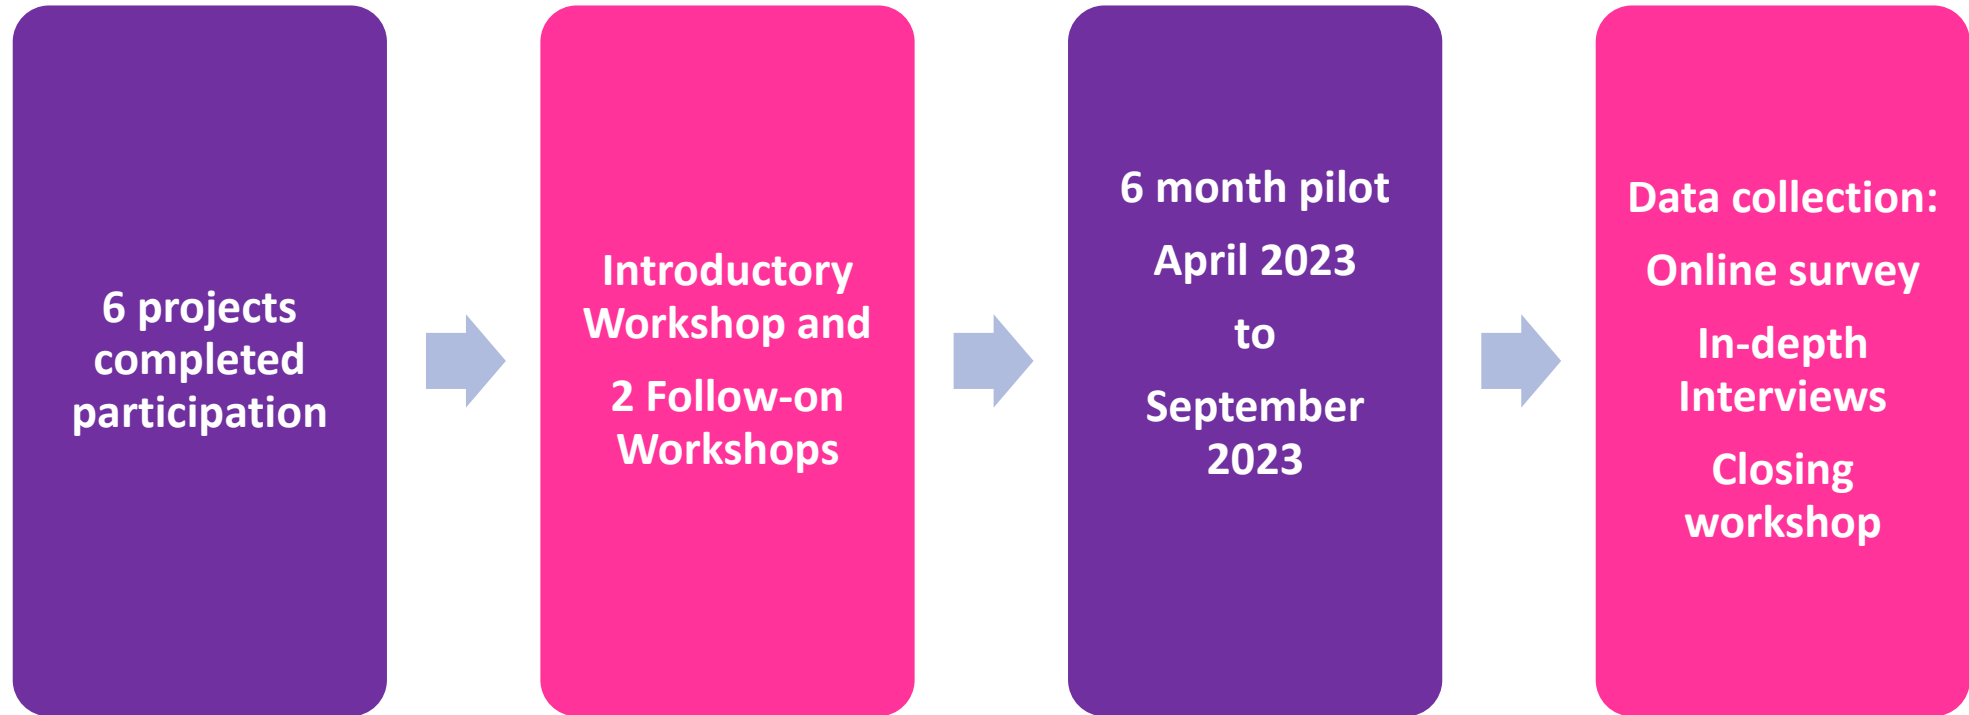 6 projects
completed
participation
Introductory
Workshop and
2 Follow-on
Workshops
6 month pilot
April 2023
to
September
2023
Data collection:
Online survey
In-depth
Interviews
Closing
workshop